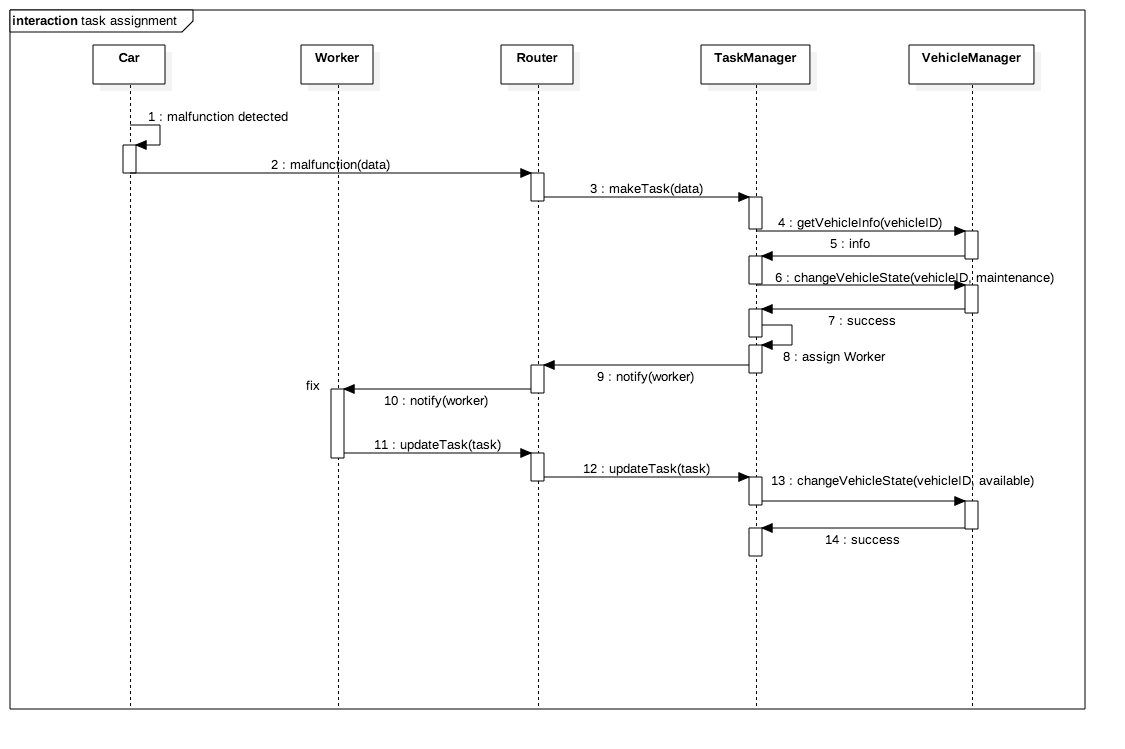 interaction task assignment
Car
Worker
Router
TaskManager
VehicleManager
1 : malfunction detected
2 : malfunction(data)
3 : makeTask(data)
4 : getVehicleInfo(vehicleID)
5 : info
6 : changeVehicleState(vehicleID, maintenance)
7 : success
8 : assign Worker
9 : notify(worker)
fix
10 : notify(worker)
11 : updateTask(task)
12 : updateTask(task)
13 : changeVehicleState(vehicleID, available)
14 : success